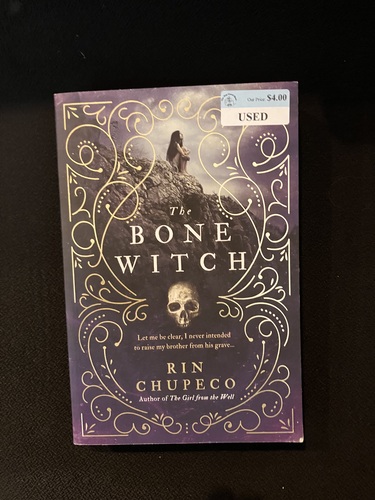 Our Price $4.00
USED
The
BONE
WITCH
Let me be clear, I never intended
to raise my brother from his grave...
RIN
CHUPECO
Author of The Girl from the Well